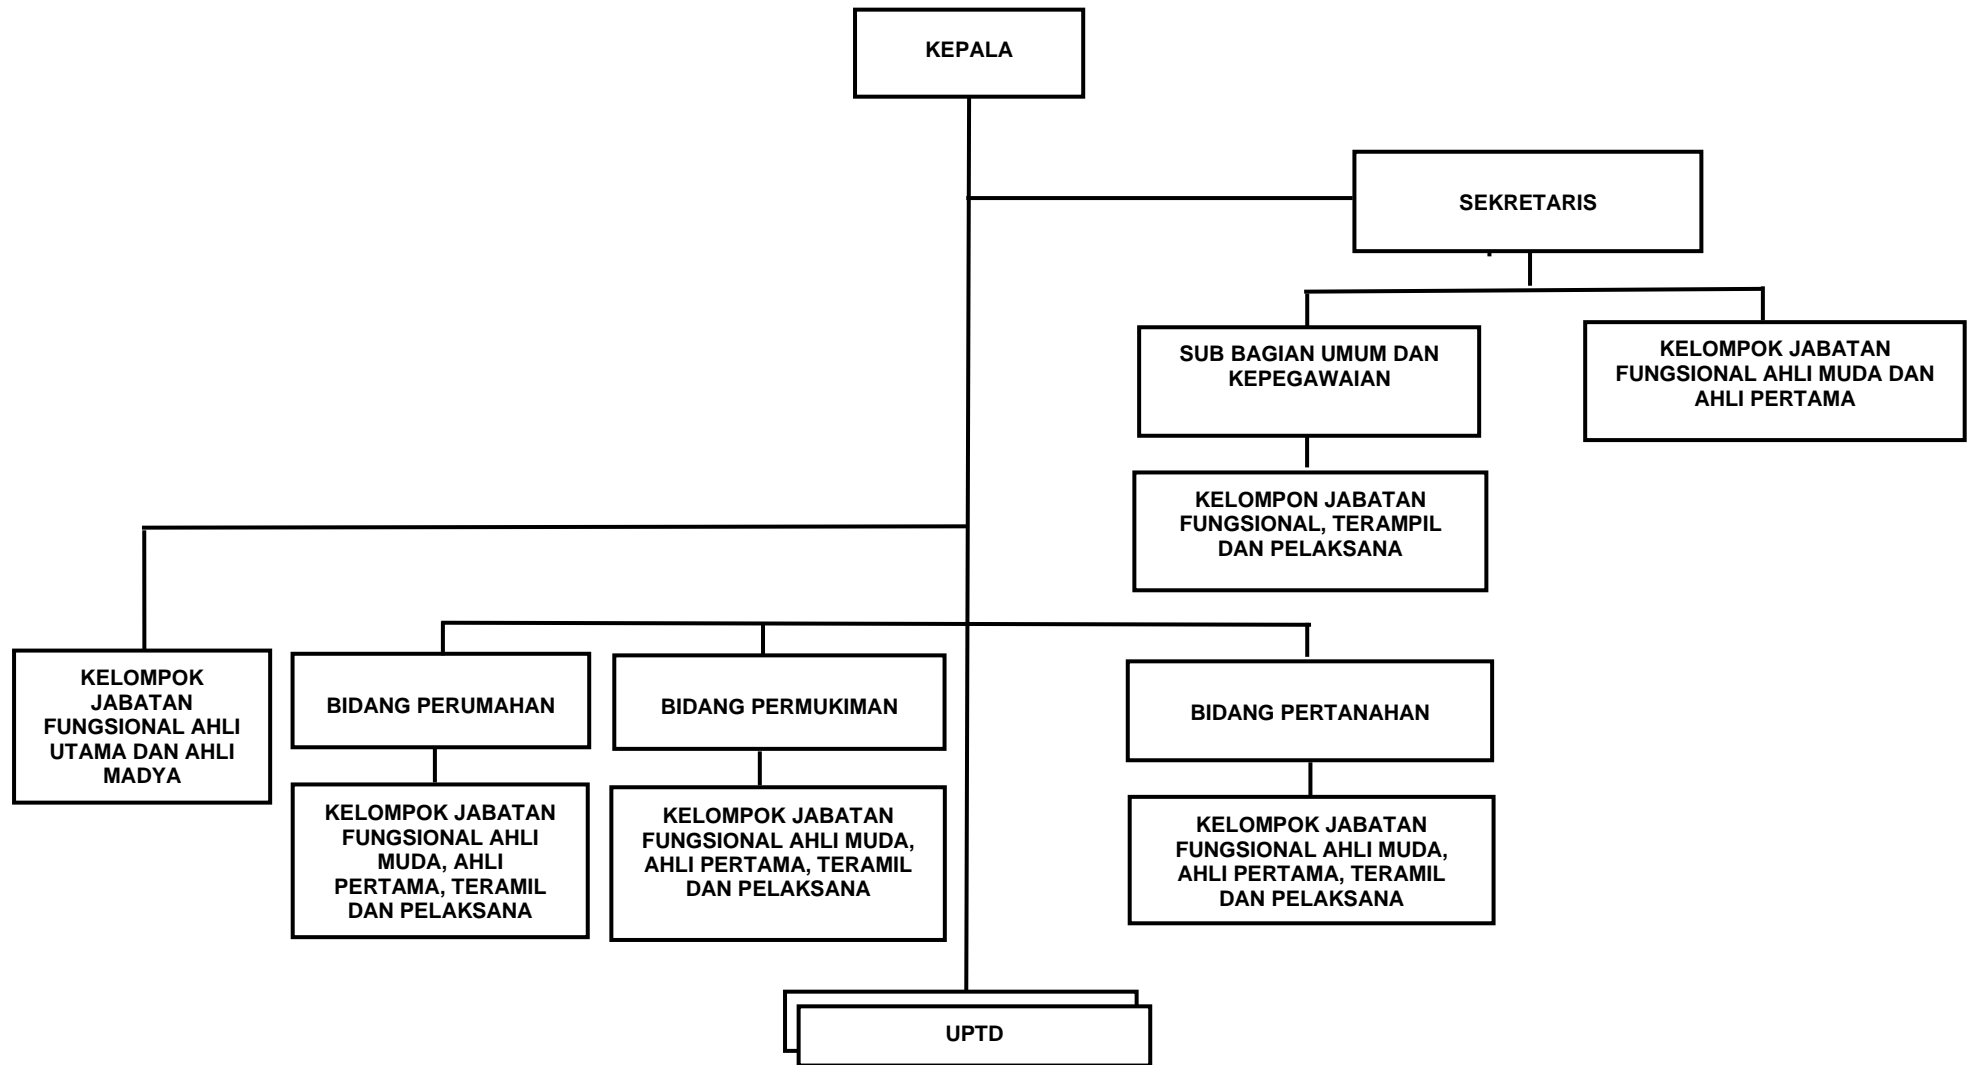 KEPALA
SEKRETARIS
SUB BAGIAN UMUM DAN
KEPEGAWAIAN
KELOMPOK JABATAN
FUNGSIONAL AHLI MUDA DAN
AHLI PERTAMA
KELOMPON JABATAN
FUNGSIONAL, TERAMPIL
DAN PELAKSANA
KELOMPOK
JABATAN
FUNGSIONAL AHLI
UTAMA DAN AHLI
MADYA
BIDANG PERUMAHAN
BIDANG PERMUKIMAN
BIDANG PERTANAHAN
KELOMPOK JABATAN
FUNGSIONAL AHLI
MUDA, AHLI
PERTAMA, TERAMIL
DAN PELAKSANA
KELOMPOK JABATAN
FUNGSIONAL AHLI MUDA,
AHLI PERTAMA, TERAMIL
DAN PELAKSANA
KELOMPOK JABATAN
FUNGSIONAL AHLI MUDA,
AHLI PERTAMA, TERAMIL
DAN PELAKSANA
UPTD